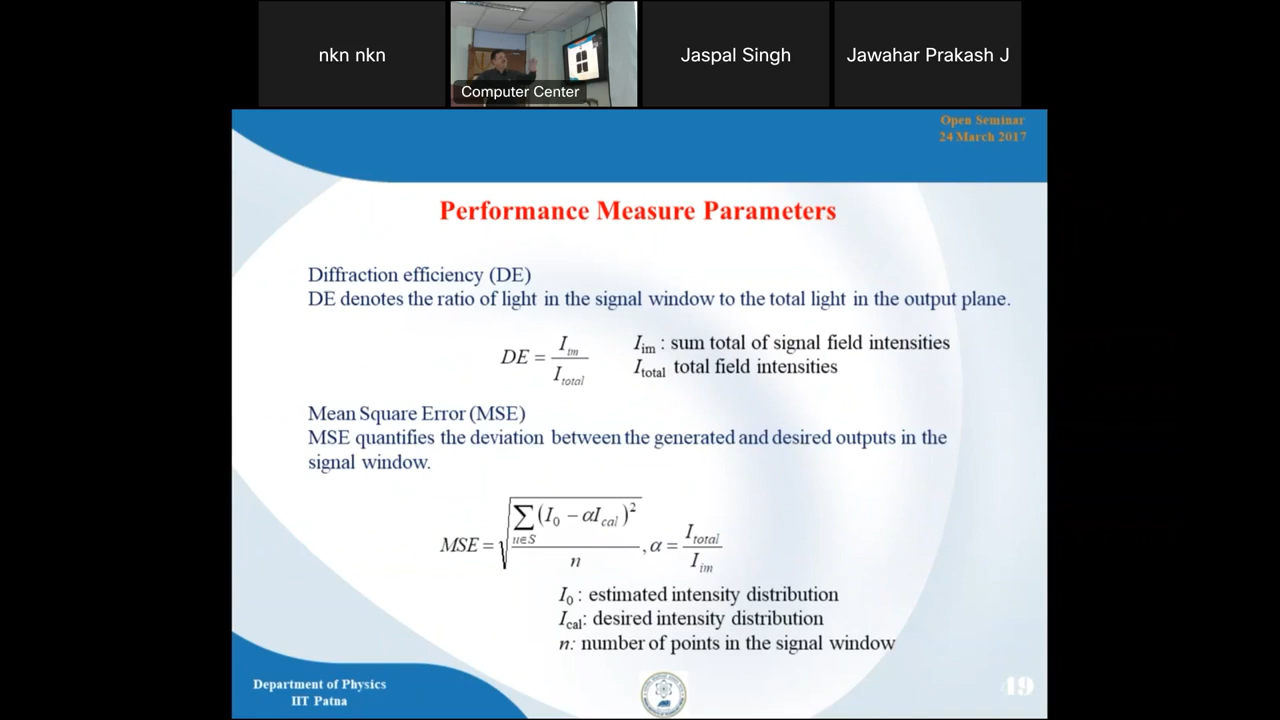 nkn nkn
Computer Center
Jaspal Singh
Jawahar Prakash J
Open Seminar
24 March 2017
Performance Measure Parameters
Diffraction efficiency (DE)
DE denotes the ratio of light in the signal window to the total light in the output plane.
DE = I_im / I_total
I_im : sum total of signal field intensities
I_total total field intensities
Mean Square Error (MSE)
MSE quantifies the deviation between the generated and desired outputs in the
signal window.
MSE = √(∑_{u∈S} (I_0 − αI_cal)² / n), α = I_total / I_im
I_0 : estimated intensity distribution
I_cal: desired intensity distribution
n: number of points in the signal window
Department of Physics
IIT Patna
49